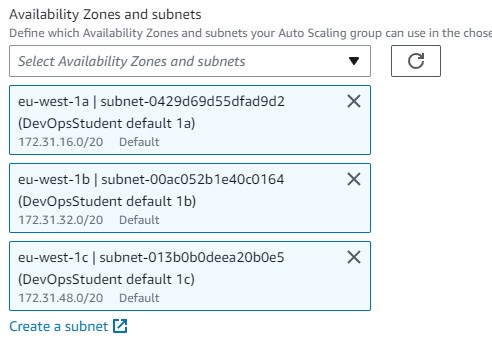 Availability Zones and subnets
Define which Availability Zones and subnets your Auto Scaling group can use in the chose
Select Availability Zones and subnets
eu-west-1a | subnet-0429d69d55dfad9d2
(DevOpsStudent default 1a)
172.31.16.0/20 Default
eu-west-1b | subnet-00ac052b1e40c0164
(DevOpsStudent default 1b)
172.31.32.0/20 Default
eu-west-1c | subnet-013b0b0deea20b0e5
(DevOpsStudent default 1c)
172.31.48.0/20 Default
Create a subnet